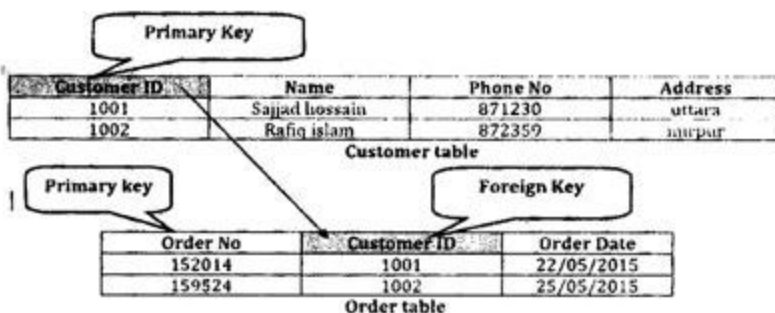 Primary Key
Customer ID Name Phone No Address
1001 Sajjad hossain 871230 uttara
1002 Rafiq islam 872359 mirpur
Customer table
Primary key Foreign Key
Order No Customer ID Order Date
152014 1001 22/05/2015
159524 1002 25/05/2015
Order table